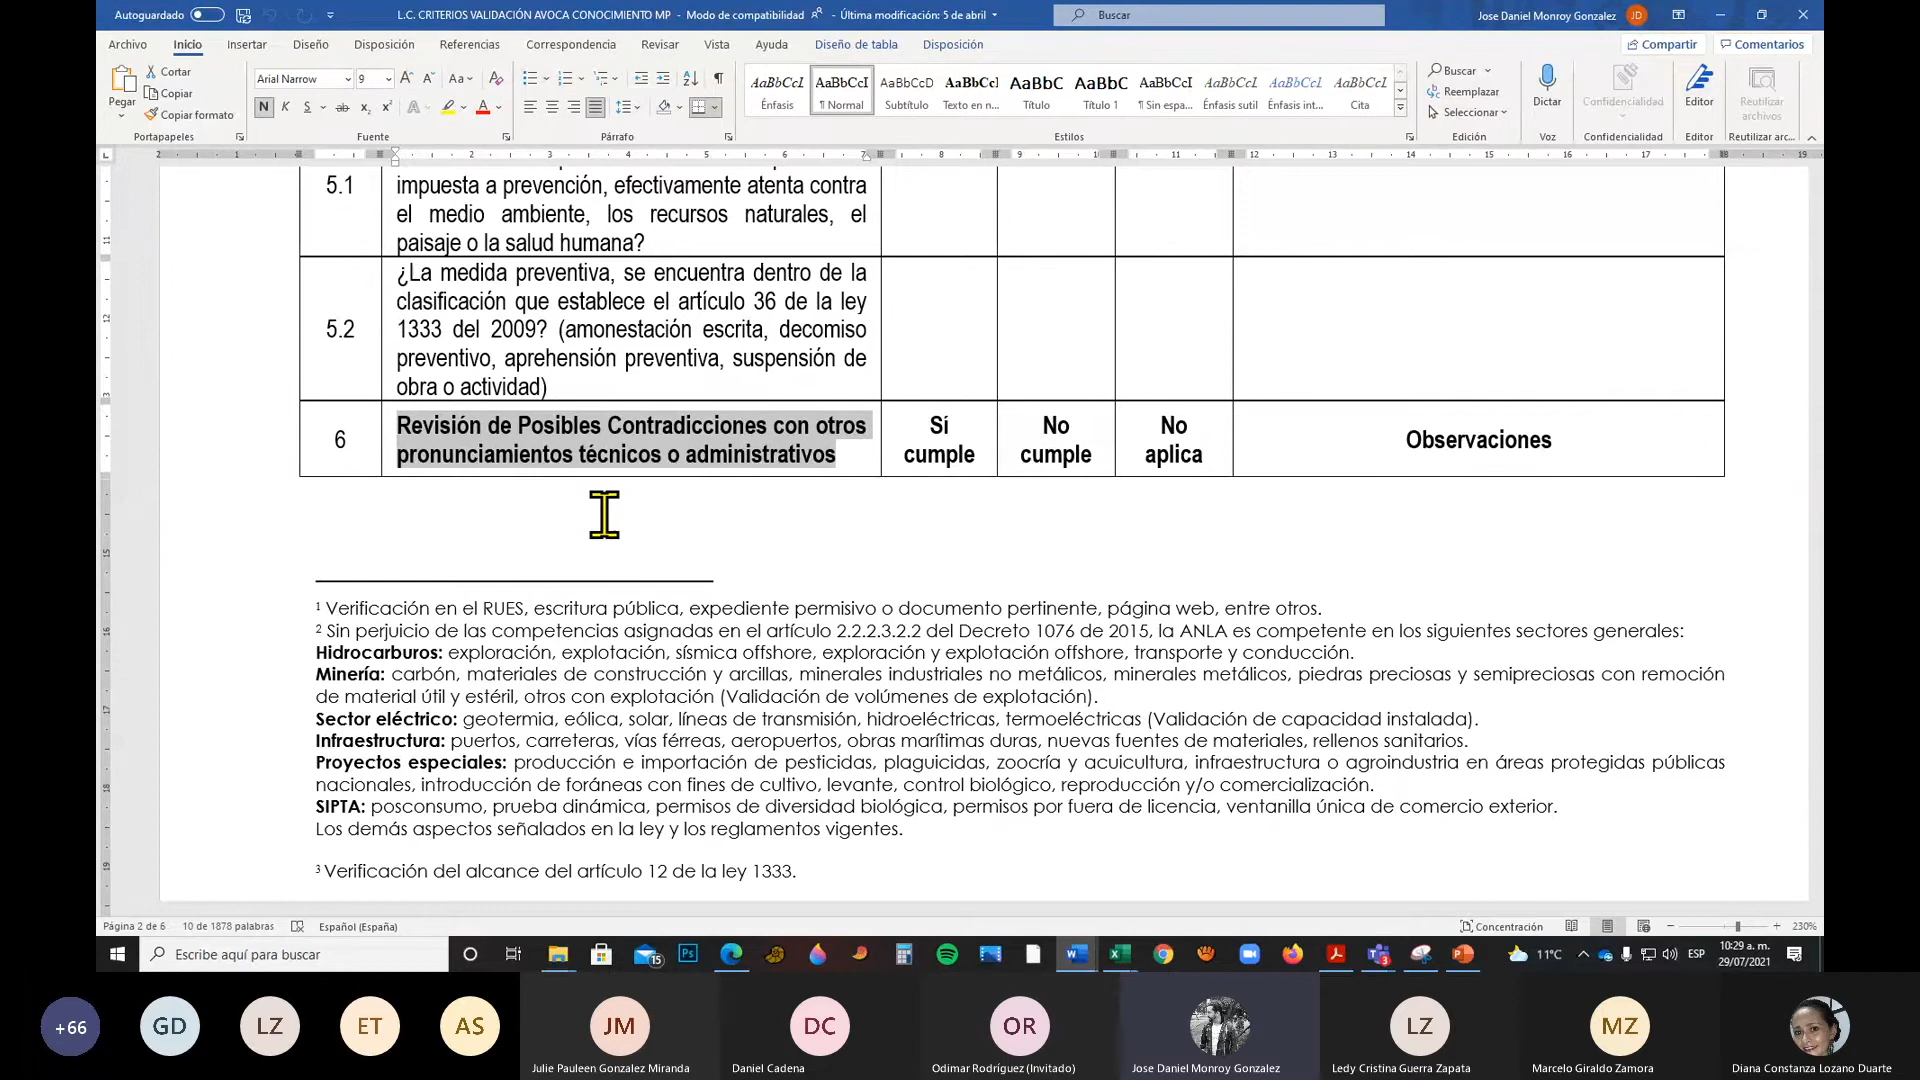 Autoguardado L.C. CRITERIOS VALIDACIÓN AVOCA CONOCIMIENTO MP - Modo de compatibilidad - Última modificación: 5 de abril Buscar Jose Daniel Monroy Gonzalez JD
Archivo Inicio Insertar Diseño Disposición Referencias Correspondencia Revisar Vista Ayuda Diseño de tabla Disposición Compartir Comentarios
Pegar
Cortar
Copiar
Copiar formato
Portapapeles
Arial Narrow 9
Fuente
Párrafo
AaBbCcI AaBbCcI AaBbCcD AaBbCcI AaBbC AaBbC AaBbCcI AaBbCcI AaBbCcI AaBbCcI
Énfasis ¶ Normal Subtítulo Texto en n... Título Título 1 ¶ Sin espa... Énfasis sutil Énfasis int... Cita
Estilos
Buscar
Reemplazar
Seleccionar
Edición
Dictar
Voz
Confidencialidad
Confidencialidad
Editor
Editor
Reutilizar archivos
Reutilizar arc...
5.1
impuesta a prevención, efectivamente atenta contra
el medio ambiente, los recursos naturales, el
paisaje o la salud humana?
5.2
¿La medida preventiva, se encuentra dentro de la
clasificación que establece el artículo 36 de la ley
1333 del 2009? (amonestación escrita, decomiso
preventivo, aprehensión preventiva, suspensión de
obra o actividad)
6
Revisión de Posibles Contradicciones con otros
pronunciamientos técnicos o administrativos
Sí
cumple
No
cumple
No
aplica
Observaciones
1 Verificación en el RUES, escritura pública, expediente permisivo o documento pertinente, página web, entre otros.
2 Sin perjuicio de las competencias asignadas en el artículo 2.2.2.3.2.2 del Decreto 1076 de 2015, la ANLA es competente en los siguientes sectores generales:
Hidrocarburos: exploración, explotación, sísmica offshore, exploración y explotación offshore, transporte y conducción.
Minería: carbón, materiales de construcción y arcillas, minerales industriales no metálicos, minerales metálicos, piedras preciosas y semipreciosas con remoción
de material útil y estéril, otros con explotación (Validación de volúmenes de explotación).
Sector eléctrico: geotermia, eólica, solar, líneas de transmisión, hidroeléctricas, termoeléctricas (Validación de capacidad instalada).
Infraestructura: puertos, carreteras, vías férreas, aeropuertos, obras marítimas duras, nuevas fuentes de materiales, rellenos sanitarios.
Proyectos especiales: producción e importación de pesticidas, plaguicidas, zoocría y acuicultura, infraestructura o agroindustria en áreas protegidas públicas
nacionales, introducción de foráneas con fines de cultivo, levante, control biológico, reproducción y/o comercialización.
SIPTA: posconsumo, prueba dinámica, permisos de diversidad biológica, permisos por fuera de licencia, ventanilla única de comercio exterior.
Los demás aspectos señalados en la ley y los reglamentos vigentes.
3 Verificación del alcance del artículo 12 de la ley 1333.
Página 2 de 6 10 de 1878 palabras Español (España) Concentración 230%
Escribe aquí para buscar 15 11°C ESP 10:29 a. m.
29/07/2021
+66 GD LZ ET AS JM DC OR LZ MZ
Julie Pauleen Gonzalez Miranda Daniel Cadena Odimar Rodríguez (Invitado) Jose Daniel Monroy Gonzalez Ledy Cristina Guerra Zapata Marcelo Giraldo Zamora Diana Constanza Lozano Duarte